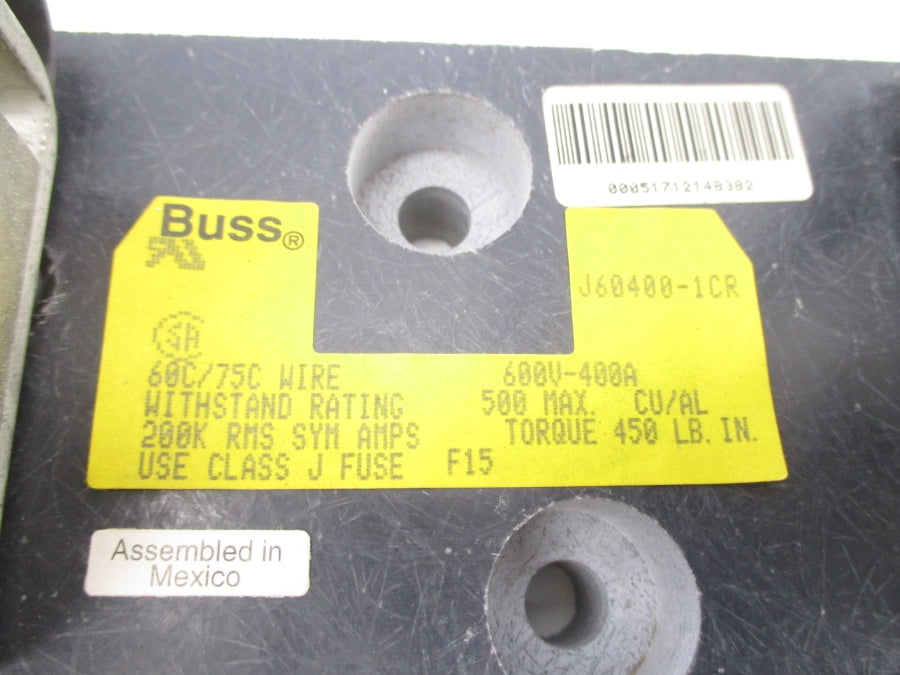 00051712148382
Buss®
J60400-1CR
SA
60C/75C WIRE 600V-400A
WITHSTAND RATING 500 MAX. CU/AL
200K RMS SYM AMPS TORQUE 450 LB. IN.
USE CLASS J FUSE F15
Assembled in
Mexico